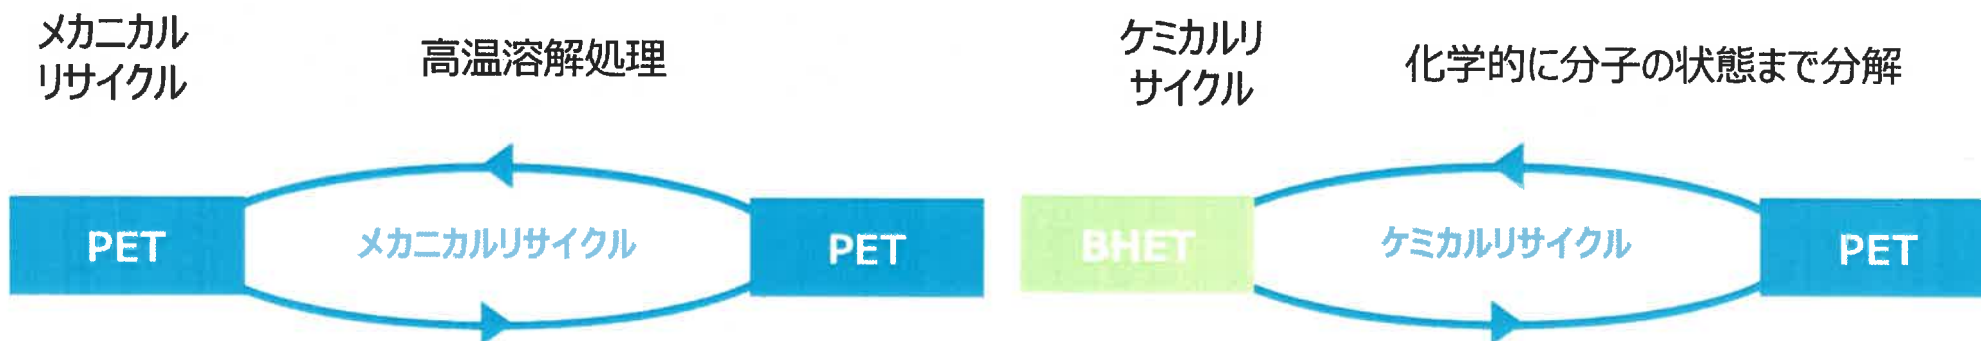 メカニカル
リサイクル
高温溶解処理
PET
メカニカルリサイクル
PET
ケミカルリ
サイクル
化学的に分子の状態まで分解
BHET
ケミカルリサイクル
PET